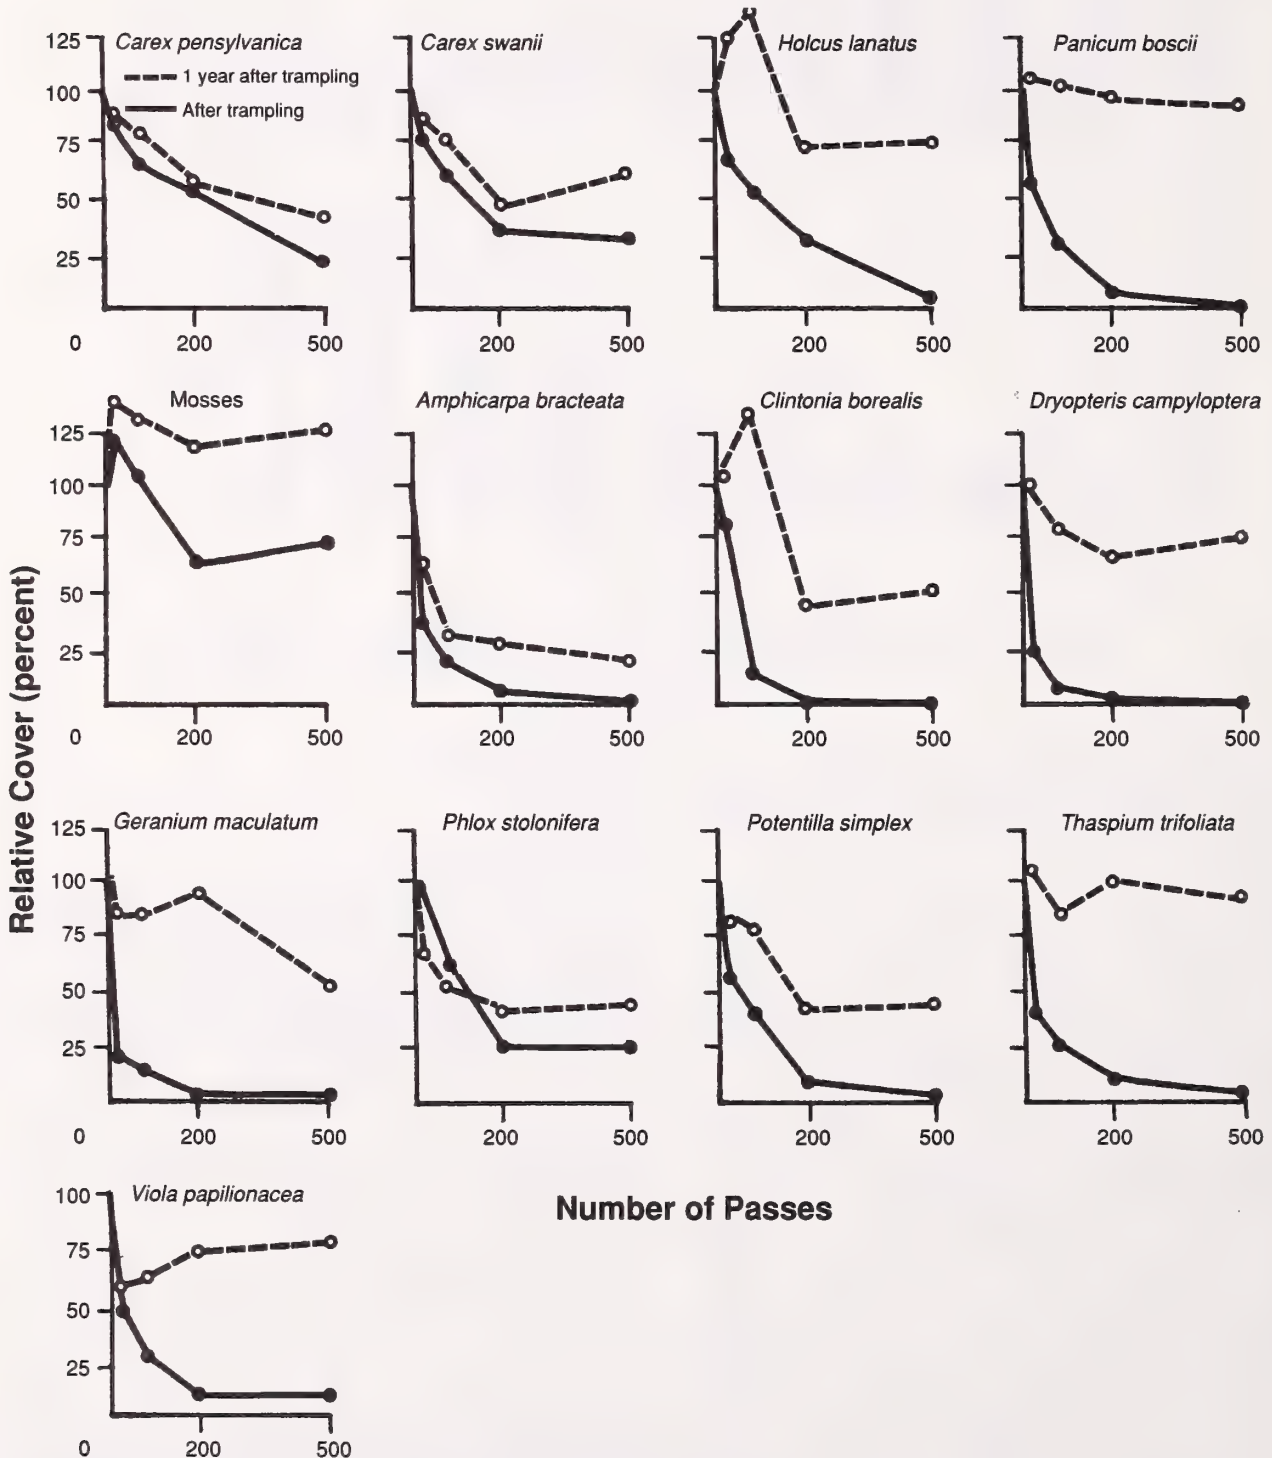 Carex pensylvanica
1 year after trampling
After trampling
125
100
75
50
25
0
200
500
Carex swanii
200
500
Holcus lanatus
200
500
Panicum boscii
200
500
Mosses
125
100
75
50
25
0
200
500
Amphicarpa bracteata
200
500
Clintonia borealis
200
500
Dryopteris campyloptera
200
500
Relative Cover (percent)
Geranium maculatum
125
100
75
50
25
0
200
500
Phlox stolonifera
200
500
Potentilla simplex
200
500
Thaspium trifoliata
200
500
Viola papilionacea
100
75
50
25
0
200
500
Number of Passes